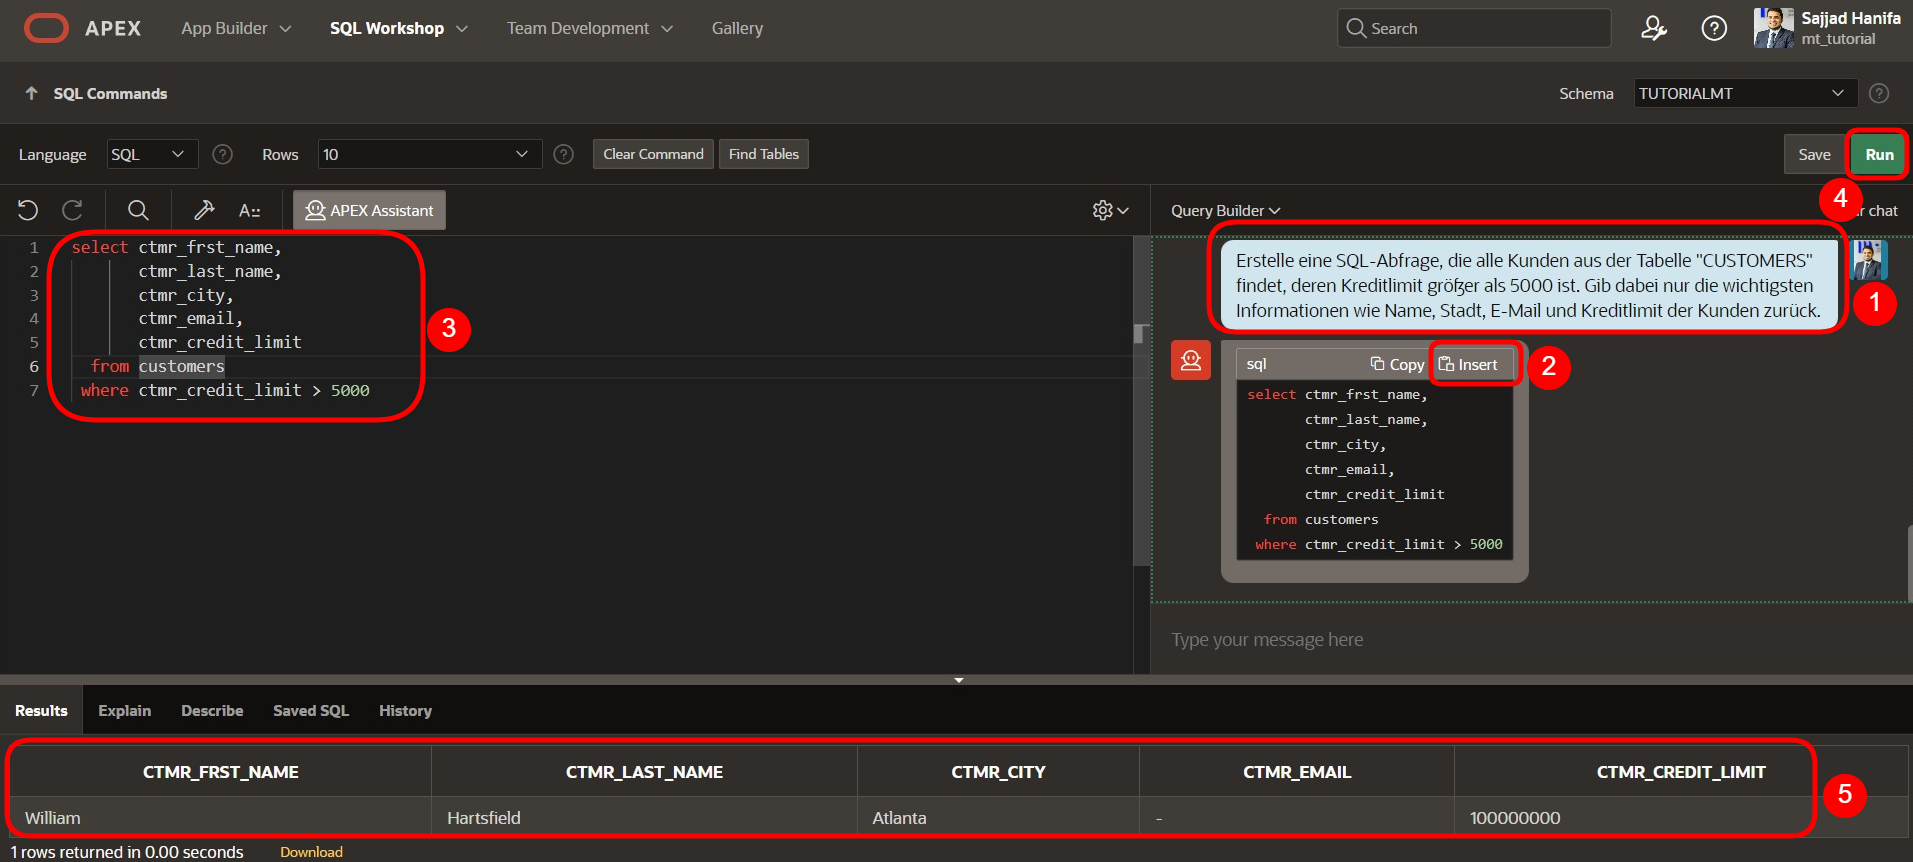 APEX App Builder SQL Workshop Team Development Gallery Search Sajjad Hanifa
mt_tutorial
SQL Commands Schema TUTORIALMT
Language SQL Rows 10 Clear Command Find Tables Save Run
APEX Assistant Query Builder r chat
4
1 select ctmr_frst_name,
2 ctmr_last_name,
3 ctmr_city,
4 ctmr_email,
5 ctmr_credit_limit
6 from customers
7 where ctmr_credit_limit > 5000
3
Erstelle eine SQL-Abfrage, die alle Kunden aus der Tabelle "CUSTOMERS"
findet, deren Kreditlimit größer als 5000 ist. Gib dabei nur die wichtigsten
Informationen wie Name, Stadt, E-Mail und Kreditlimit der Kunden zurück.
1
sql Copy Insert
2
select ctmr_frst_name,
ctmr_last_name,
ctmr_city,
ctmr_email,
ctmr_credit_limit
from customers
where ctmr_credit_limit > 5000
Type your message here
Results Explain Describe Saved SQL History
CTMR_FRST_NAME CTMR_LAST_NAME CTMR_CITY CTMR_EMAIL CTMR_CREDIT_LIMIT
William Hartsfield Atlanta - 100000000
5
1 rows returned in 0.00 seconds Download